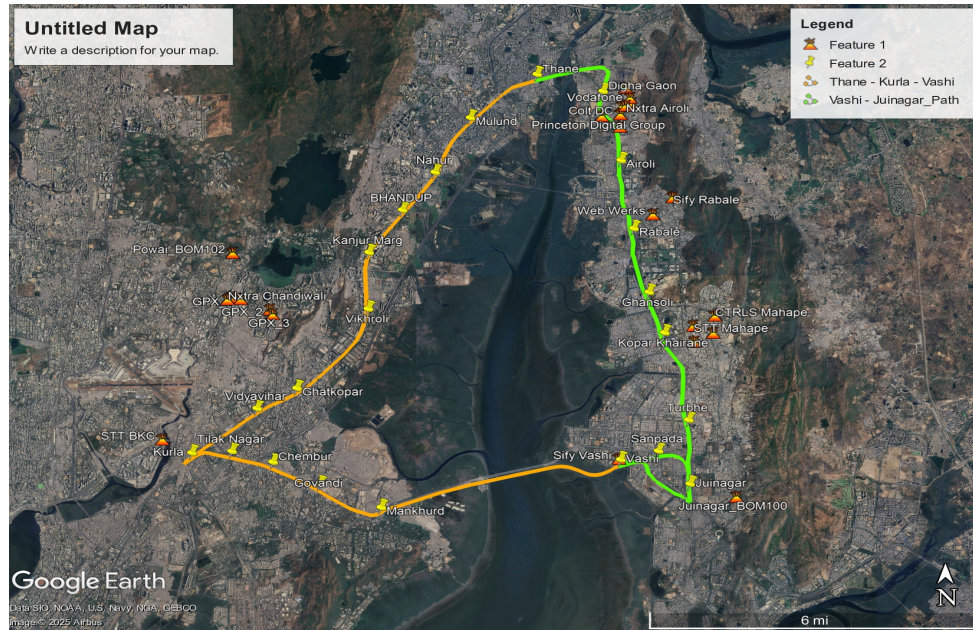 Untitled Map
Write a description for your map.
Legend
Feature 1
Feature 2
Thane - Kurla - Vashi
Vashi - Juinagar_Path
Thane
Digha Gaon
Vodafone
Nxtra Airoli
Colt DC
Princeton Digital Group
Mulund
Airoli
Nahur
BHANDUP
Sify Rabale
Web Werks
Rabale
Kanjur Marg
Powai_BOM102
Ghansoli
GPX
Nxtra Chandiwali
GPX_2
GPX_3
Vikhroli
CTRLS Mahape
STT Mahape
Kopar Khairane
Ghatkopar
Vidyavihar
Turbhe
STT BKC
Tilak Nagar
Sanpada
Kurla
Chembur
Sify Vashi
Vashi
Govandi
Juinagar
Mankhurd
Juinagar_BOM100
Google Earth
Data SIO, NOAA, U.S. Navy, NGA, GEBCO
Image © 2025 Airbus
N
6 mi